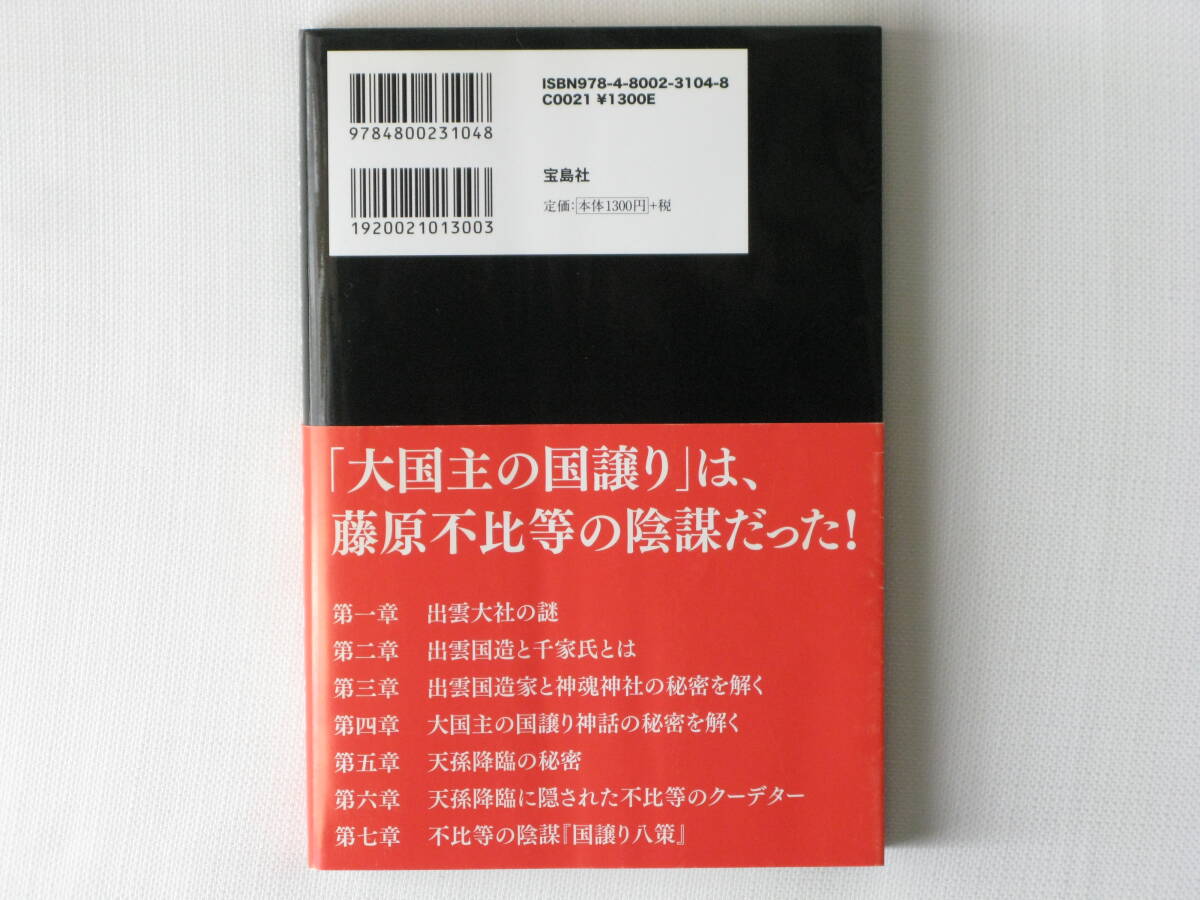 ISBN978-4-8002-3104-8
C0021 ¥1300E
9784800231048
宝島社
定価：本体1300円+税
1920021013003
「大国主の国譲り」は、
藤原不比等の陰謀だった！
第一章 出雲大社の謎
第二章 出雲国造と千家氏とは
第三章 出雲国造家と神魂神社の秘密を解く
第四章 大国主の国譲り神話の秘密を解く
第五章 天孫降臨の秘密
第六章 天孫降臨に隠された不比等のクーデター
第七章 不比等の陰謀『国譲り八策』